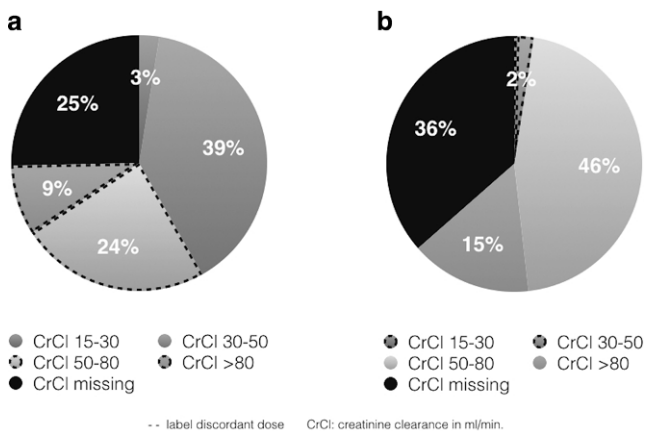 a
b
3%
39%
24%
9%
25%
2%
46%
15%
36%
CrCl 15-30 CrCl 30-50
CrCl 50-80 CrCl >80
CrCl missing
CrCl 15-30 CrCl 30-50
CrCl 50-80 CrCl >80
CrCl missing
-- label discordant dose CrCl: creatinine clearance in ml/min.